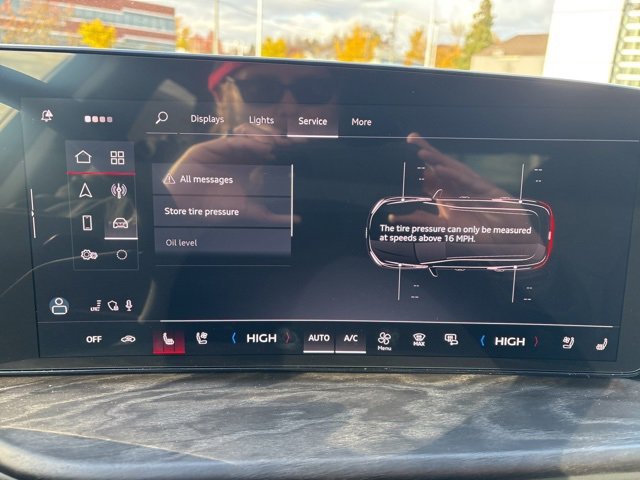 Displays Lights Service More
All messages
Store tire pressure
Oil level
-- --
-- --
The tire pressure can only be measured
at speeds above 16 MPH.
-- --
-- --
LTE
OFF HIGH AUTO A/C Menu MAX HIGH